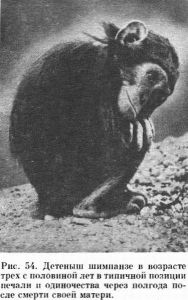 Рис. 54. Детеныш шимпанзе в возрасте
трех с половиной лет в типичной позиции
печали и одиночества через полгода по-
сле смерти своей матери.